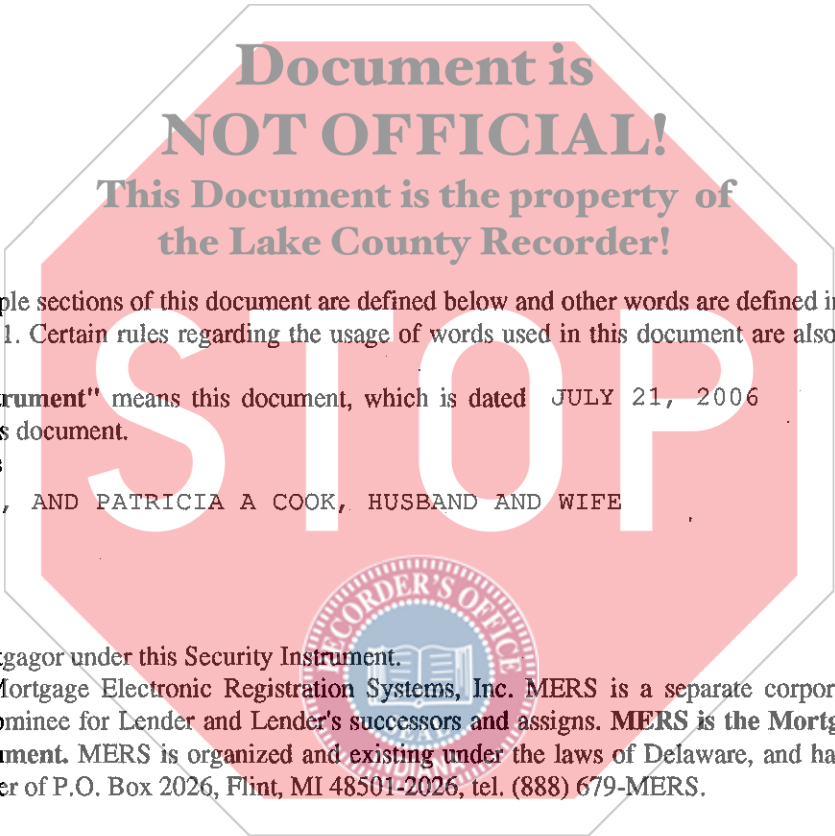 Document is
NOT OFFICIAL!
This Document is the property of
the Lake County Recorder!
ple sections of this document are defined below and other words are defined in
1. Certain rules regarding the usage of words used in this document are also
rument" means this document, which is dated JULY 21, 2006
s document.
STOP
, AND PATRICIA A COOK, HUSBAND AND WIFE
RECORDER'S OFFICE
tgagor under this Security Instrument.
Mortgage Electronic Registration Systems, Inc. MERS is a separate corpor
ominee for Lender and Lender's successors and assigns. MERS is the Mortg
SEAL
ument. MERS is organized and existing under the laws of Delaware, and ha
INDIANA
er of P.O. Box 2026, Flint, MI 48501-2026, tel. (888) 679-MERS.